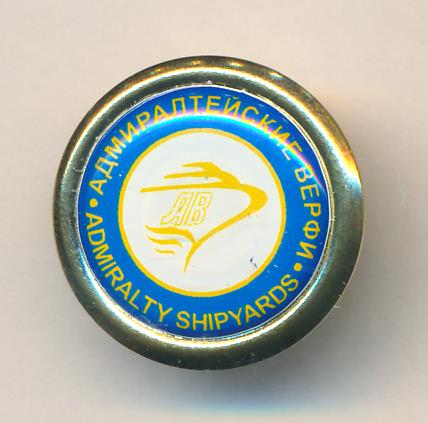 • АДМИРАЛТЕЙСКИЕ ВЕРФИ •
ADMIRALTY SHIPYARDS
АВ